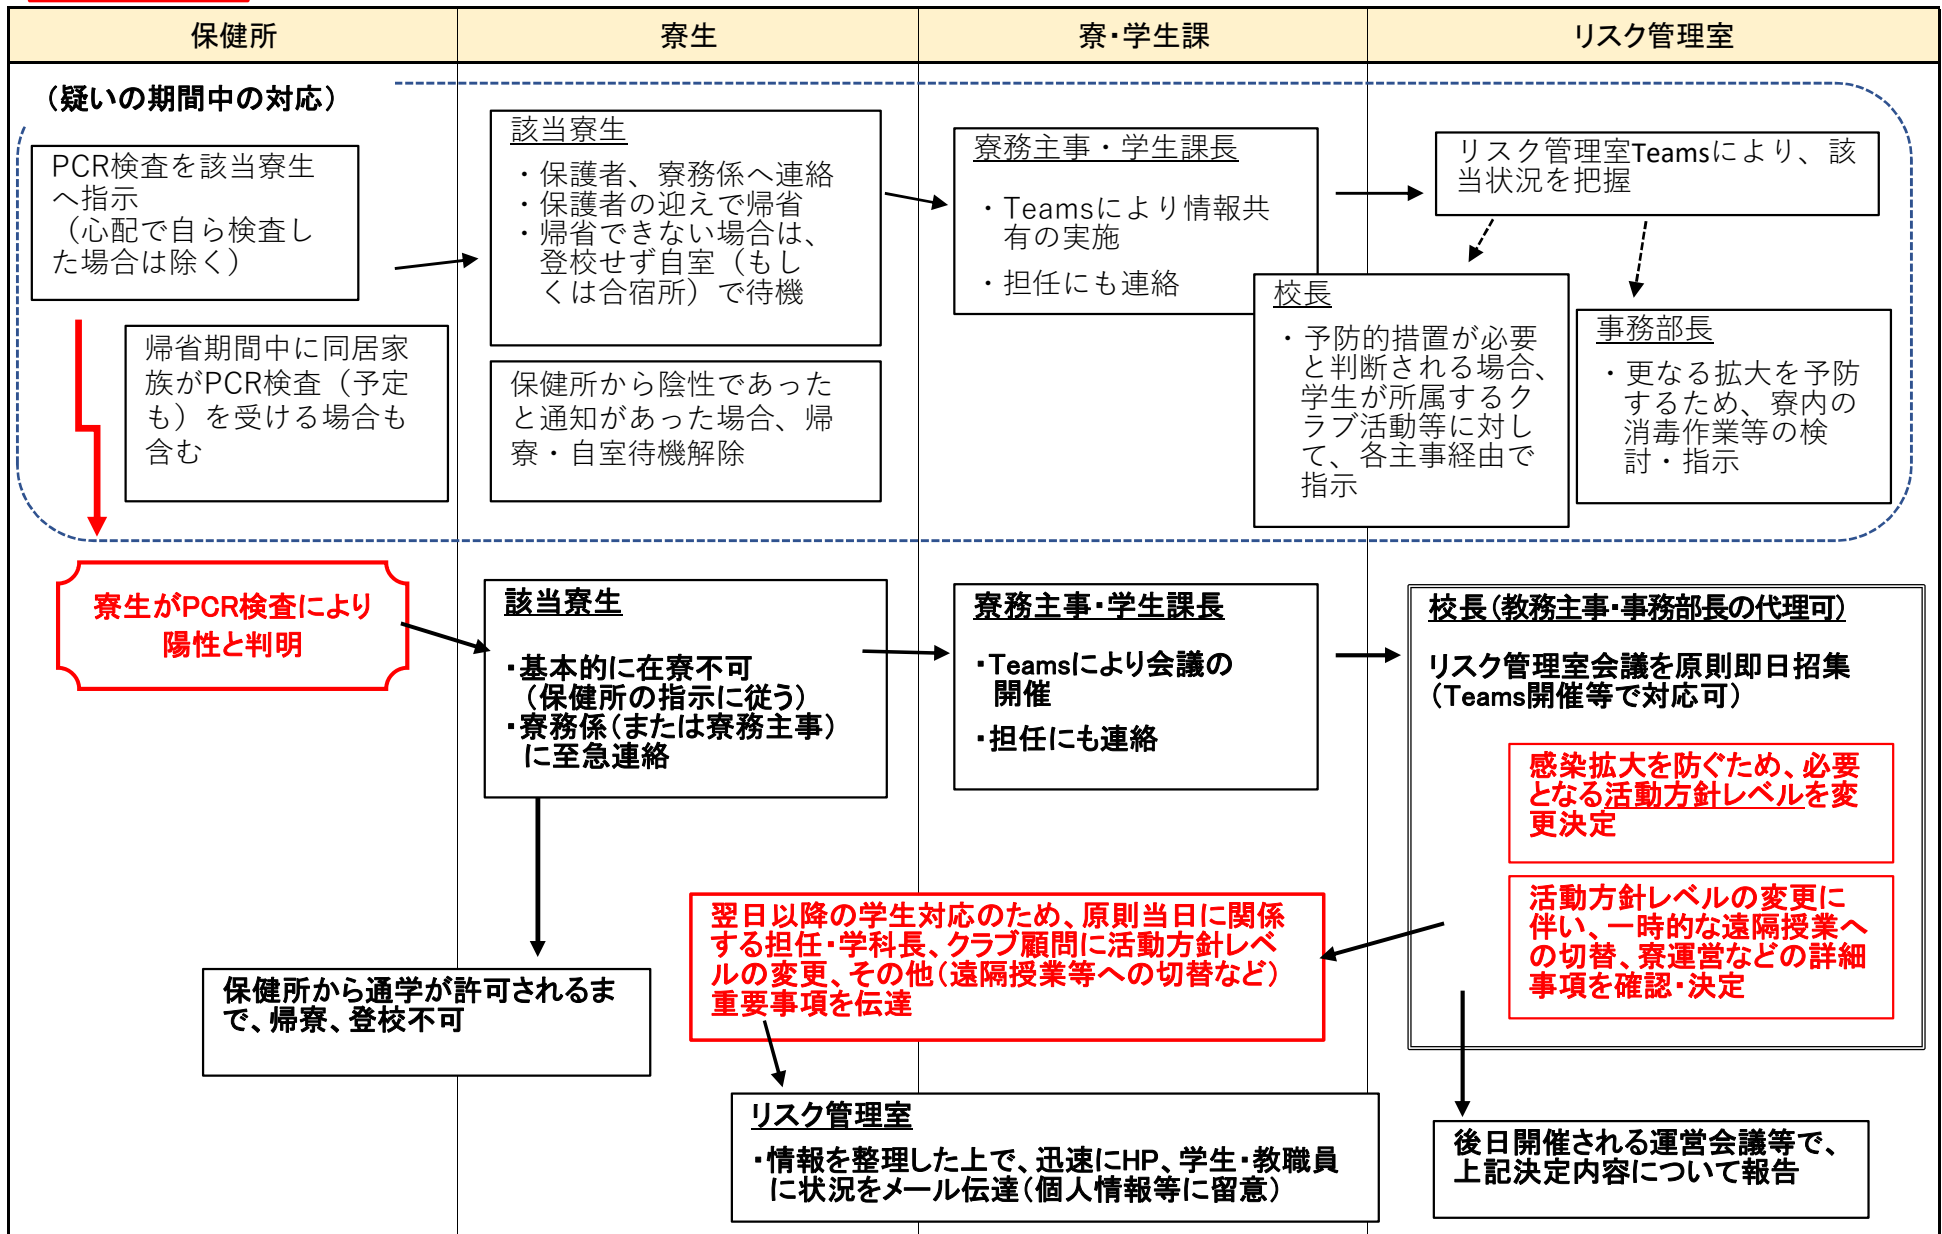 保健所
寮生
寮・学生課
リスク管理室
（疑いの期間中の対応）
PCR検査を該当寮生
へ指示
（心配で自ら検査し
た場合は除く）
帰省期間中に同居家
族がPCR検査（予定
も）を受ける場合も
含む
該当寮生
・保護者、寮務係へ連絡
・保護者の迎えで帰省
・帰省できない場合は、
登校せず自室（もし
くは合宿所）で待機
保健所から陰性であった
と通知があった場合、帰
寮・自室待機解除
寮務主事・学生課長
・Teamsにより情報共
有の実施
・担任にも連絡
リスク管理室Teamsにより、該
当状況を把握
校長
・予防的措置が必要
と判断される場合、
学生が所属するク
ラブ活動等に対し
て、各主事経由で
指示
事務部長
・更なる拡大を予防
するため、寮内の
消毒作業等の検
討・指示
寮生がPCR検査により
陽性と判明
該当寮生
・基本的に在寮不可
（保健所の指示に従う）
・寮務係（または寮務主事）
に至急連絡
寮務主事・学生課長
・Teamsにより会議の
開催
・担任にも連絡
校長（教務主事・事務部長の代理可）
リスク管理室会議を原則即日招集
（Teams開催等で対応可）
感染拡大を防ぐため、必要
となる活動方針レベルを変
更決定
活動方針レベルの変更に
伴い、一時的な遠隔授業へ
の切替、寮運営などの詳細
事項を確認・決定
翌日以降の学生対応のため、原則当日に関係
する担任・学科長、クラブ顧問に活動方針レベ
ルの変更、その他（遠隔授業等への切替など）
重要事項を伝達
保健所から通学が許可されるま
で、帰寮、登校不可
リスク管理室
・情報を整理した上で、迅速にHP、学生・教職員
に状況をメール伝達（個人情報等に留意）
後日開催される運営会議等で、
上記決定内容について報告